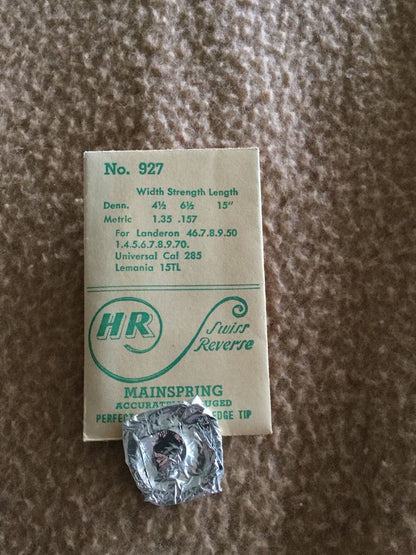 No. 927
Width Strength Length
Denn. 4½ 6½ 15"
Metric 1.35 .157
For Landeron 46.7.8.9.50
1.4.5.6.7.8.9.70.
Universal Cal 285
Lemania 15TL
HR
Swiss
Reverse
MAINSPRING
EDGE TIP